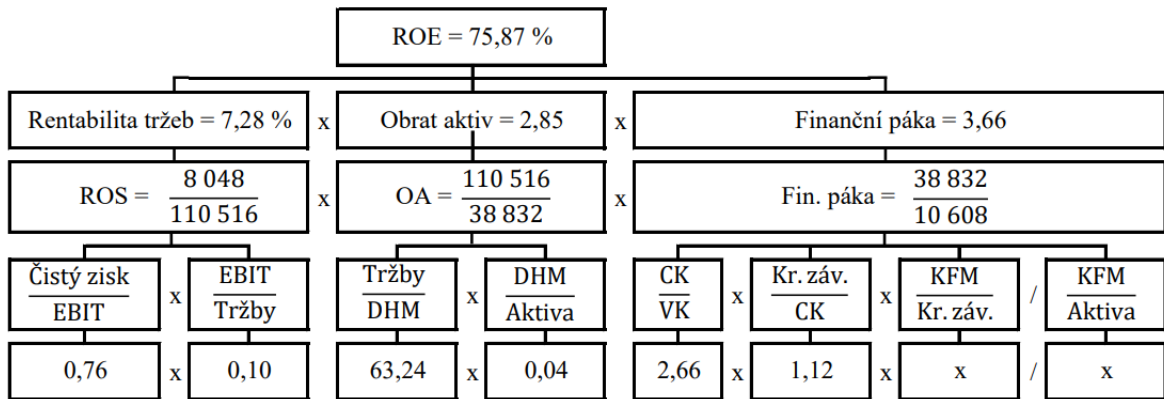 ROE = 75,87 %
Rentabilita tržeb = 7,28 % x Obrat aktiv = 2,85 x Finanční páka = 3,66
ROS = 8 048 / 110 516 x OA = 110 516 / 38 832 x Fin. páka = 38 832 / 10 608
Čistý zisk / EBIT x EBIT / Tržby Tržby / DHM x DHM / Aktiva CK / VK x Kr. záv. / CK x KFM / Kr. záv. / KFM / Aktiva
0,76 x 0,10 63,24 x 0,04 2,66 x 1,12 x x / x